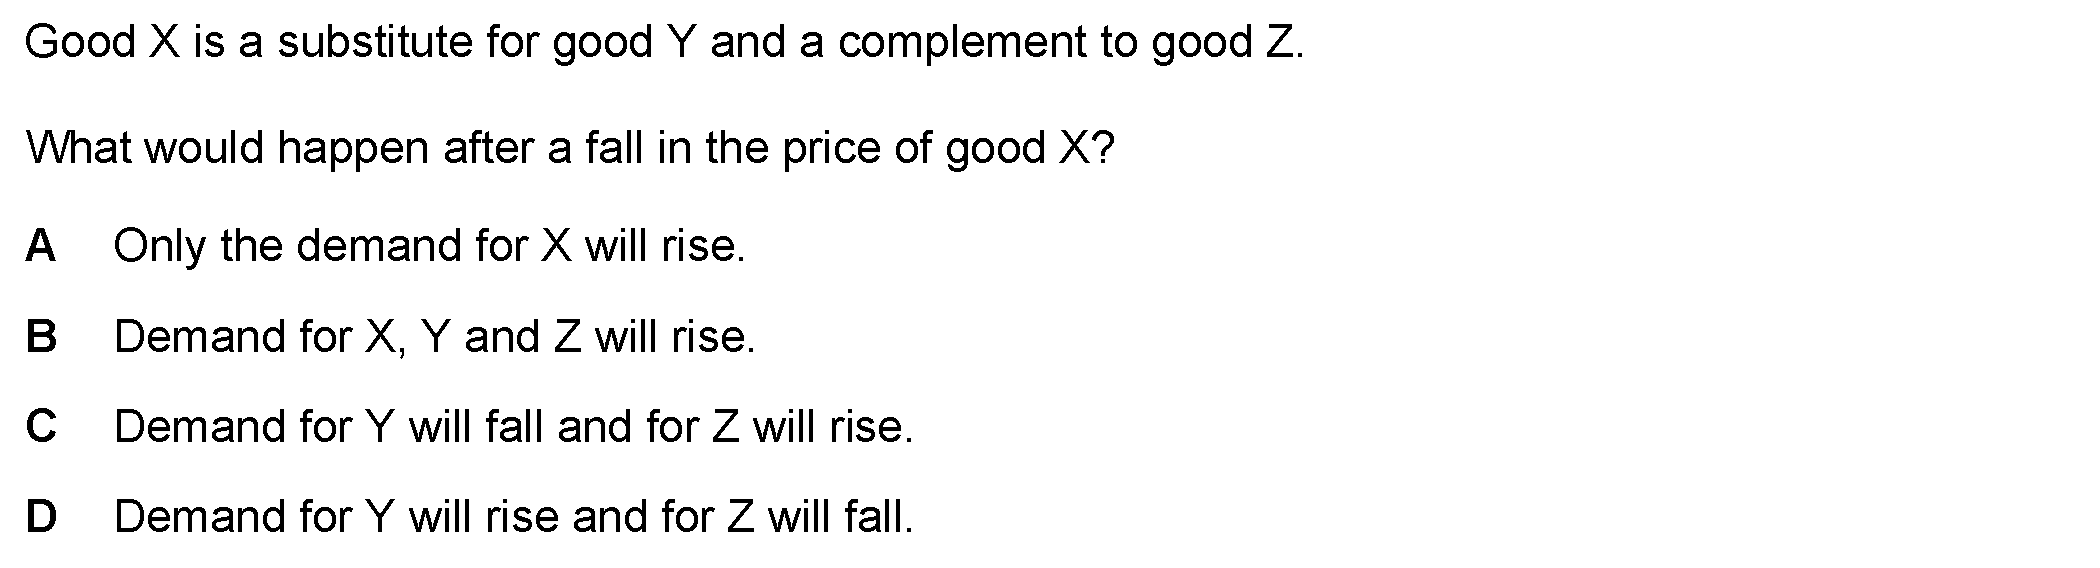 Good X is a substitute for good Y and a complement to good Z.
What would happen after a fall in the price of good X?
A Only the demand for X will rise.
B Demand for X, Y and Z will rise.
C Demand for Y will fall and for Z will rise.
D Demand for Y will rise and for Z will fall.